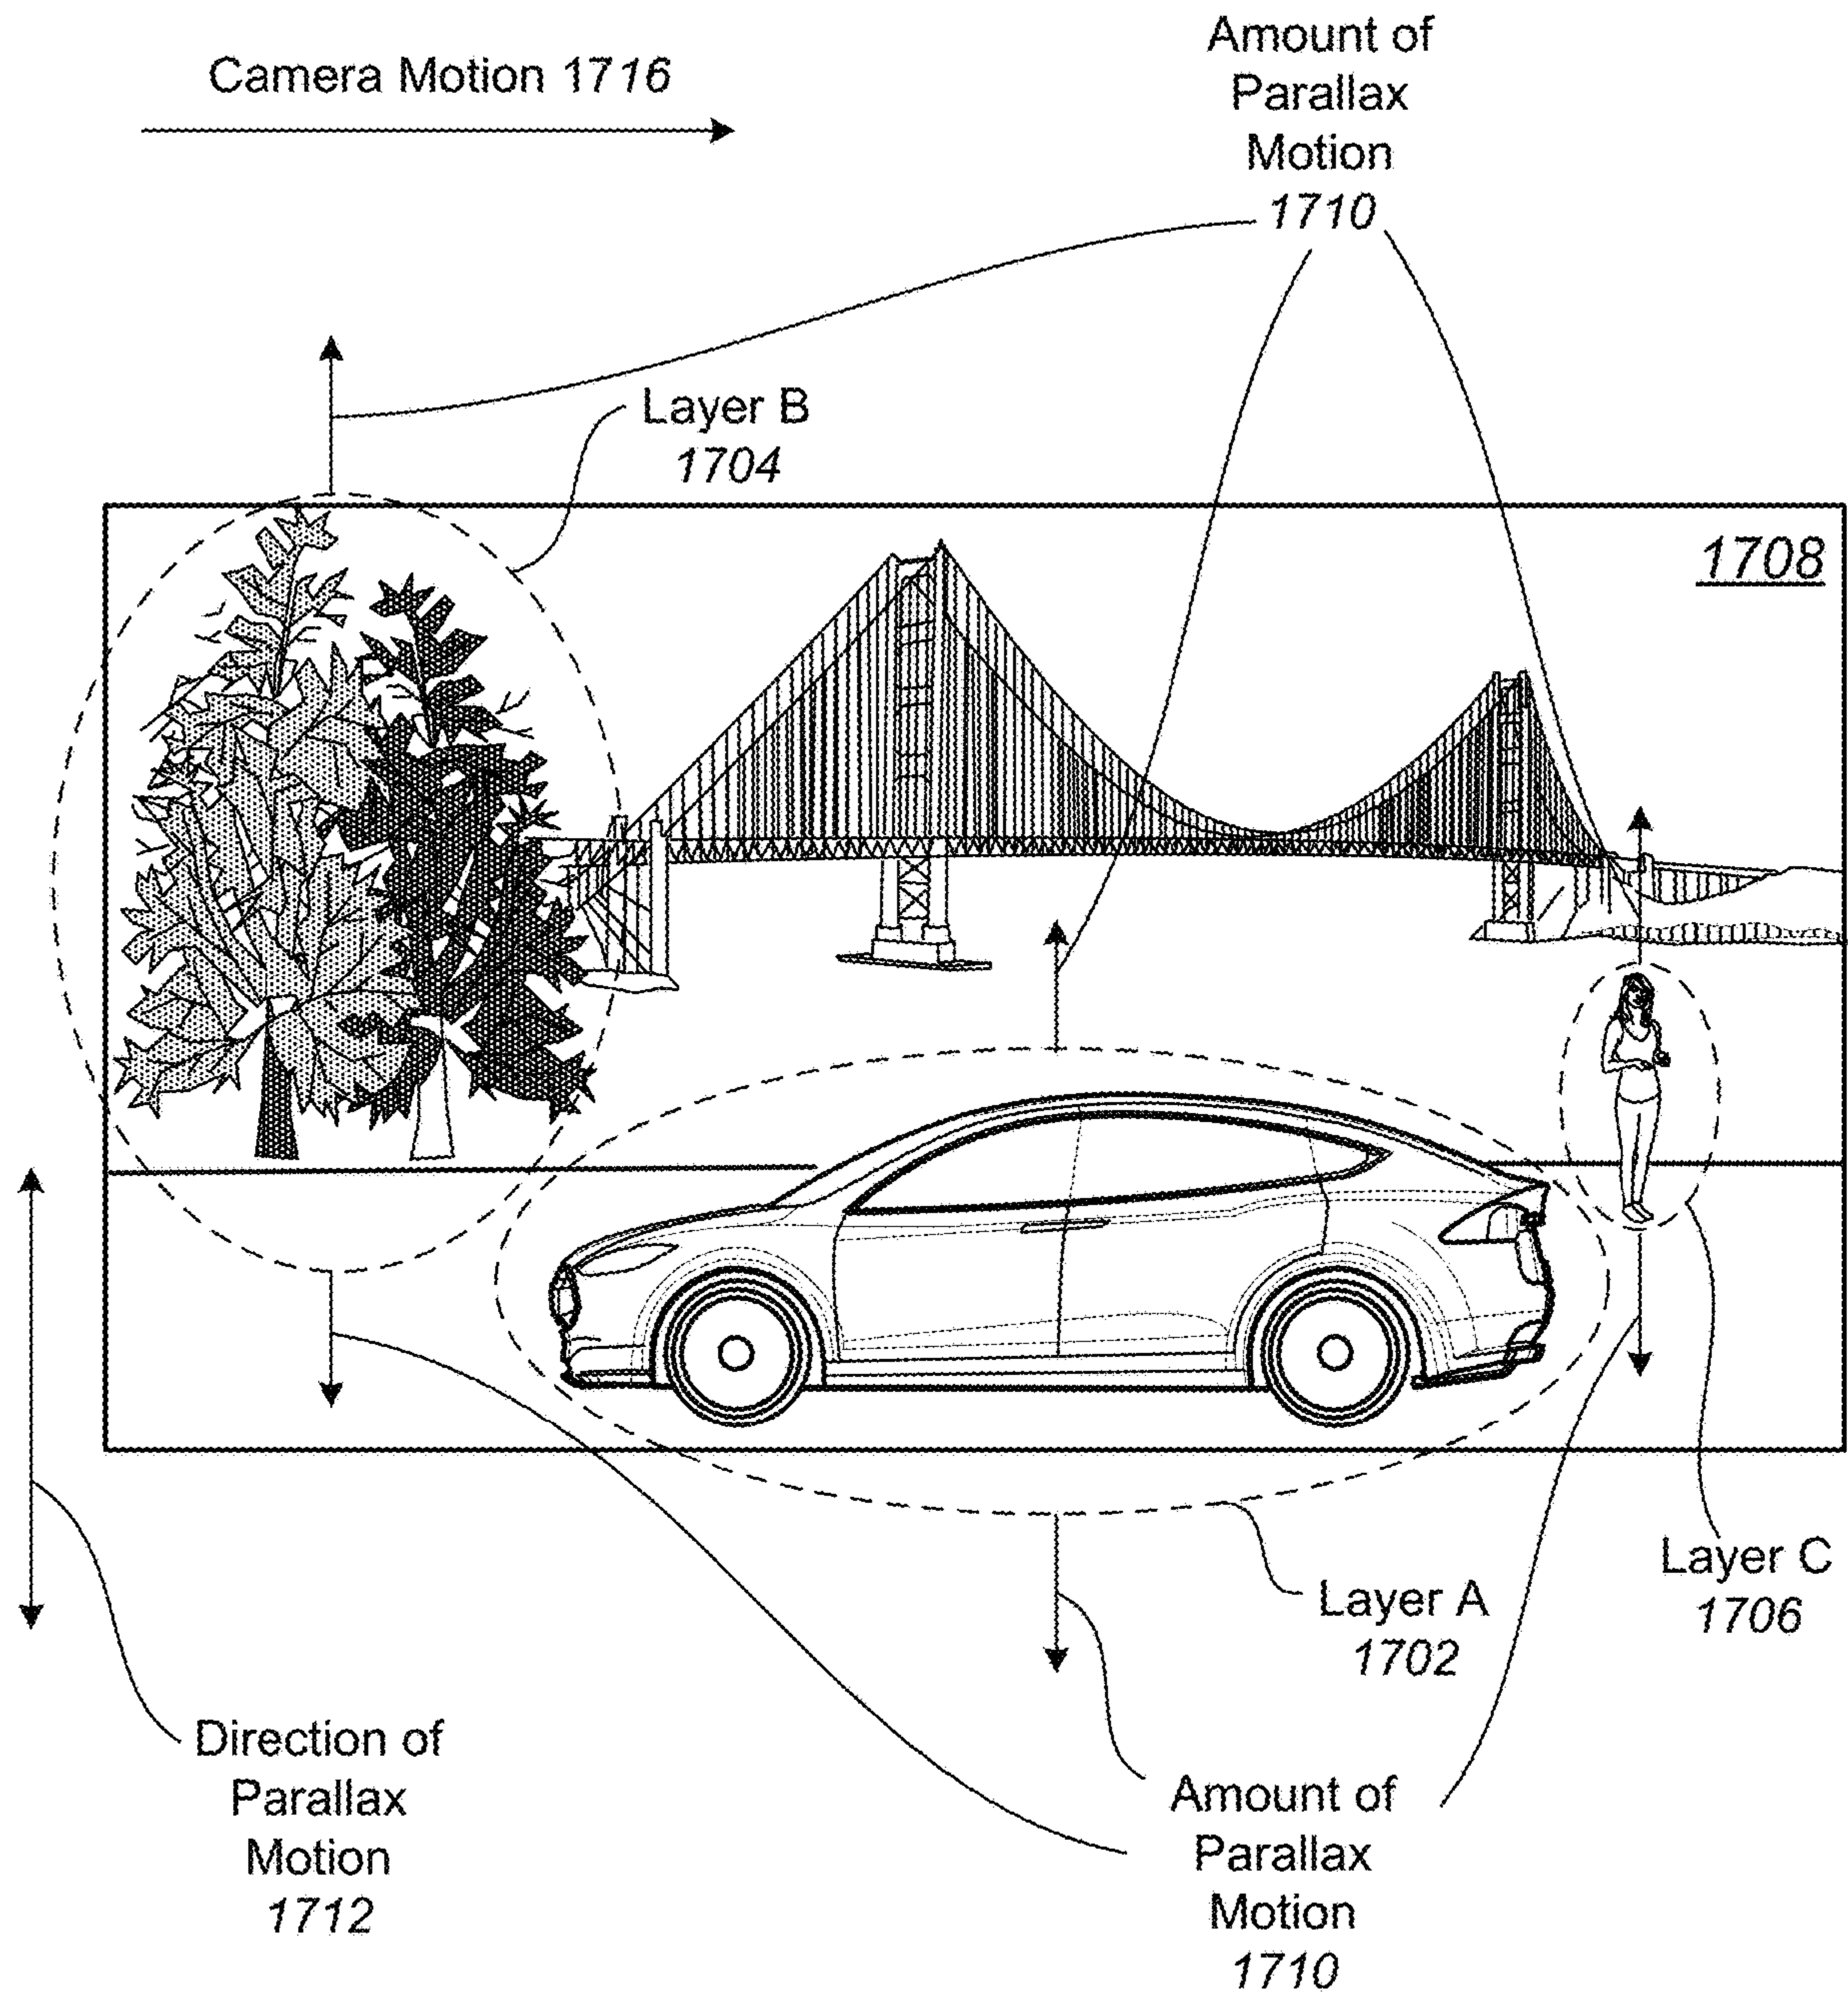 Camera Motion 1716
Amount of
Parallax
Motion
1710
Layer B
1704
1708
Layer C
1706
Layer A
1702
Direction of
Parallax
Motion
1712
Amount of
Parallax
Motion
1710